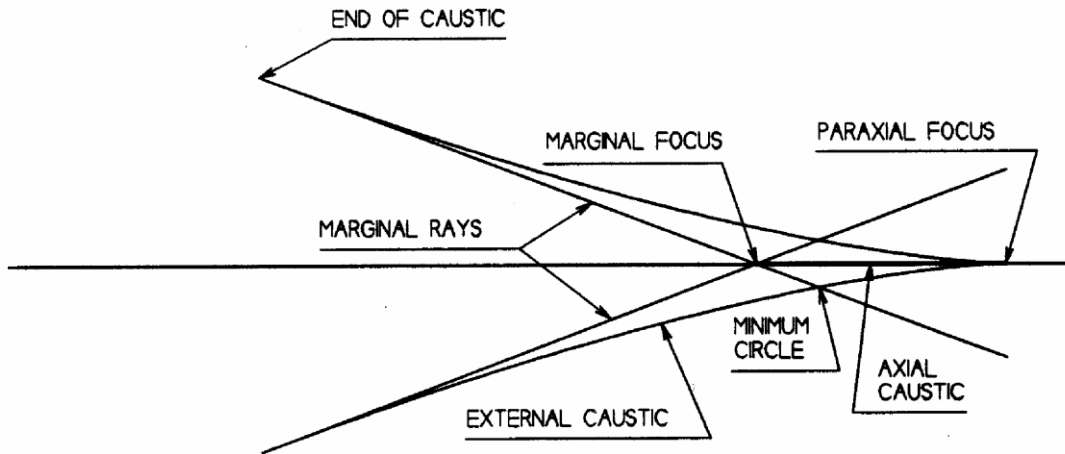 END OF CAUSTIC
MARGINAL FOCUS
PARAXIAL FOCUS
MARGINAL RAYS
MINIMUM
CIRCLE
AXIAL
CAUSTIC
EXTERNAL CAUSTIC